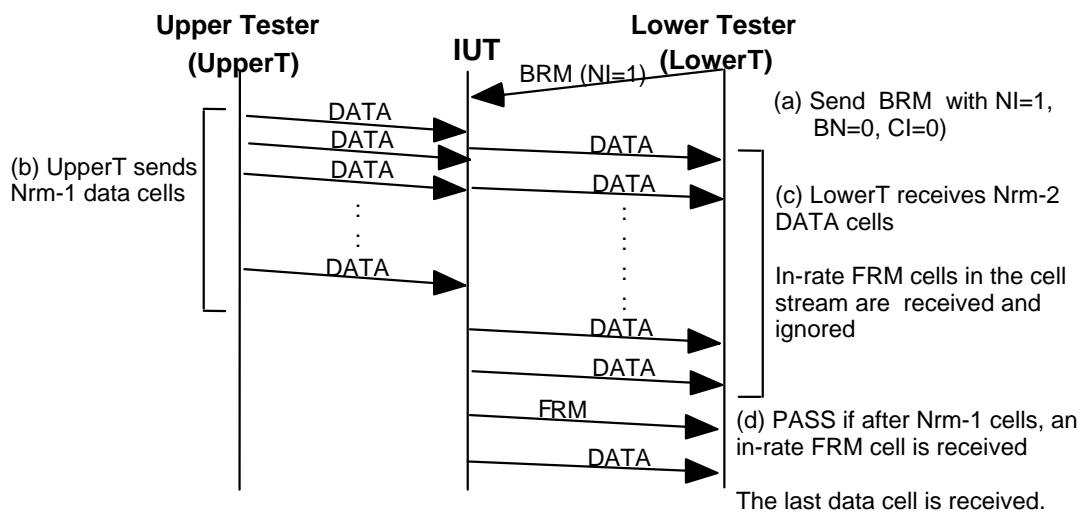 Upper Tester
(UpperT)
IUT
Lower Tester
(LowerT)
BRM (NI=1)
(a) Send BRM with NI=1,
BN=0, CI=0)
DATA
DATA
DATA
DATA
(b) UpperT sends
Nrm-1 data cells
DATA
DATA
(c) LowerT receives Nrm-2
DATA cells
In-rate FRM cells in the cell
stream are received and
ignored
DATA
DATA
FRM
DATA
(d) PASS if after Nrm-1 cells, an
in-rate FRM cell is received
The last data cell is received.